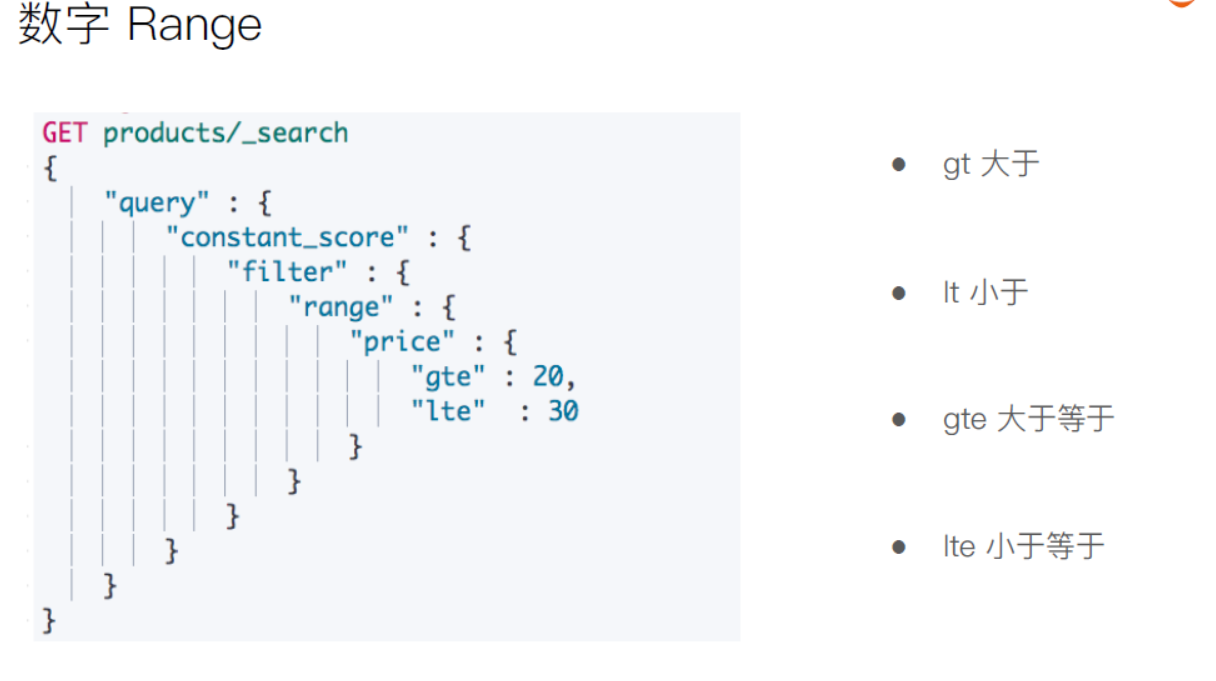 数字 Range
GET products/_search
{
    "query" : {
        "constant_score" : {
            "filter" : {
                "range" : {
                    "price" : {
                        "gte" : 20,
                        "lte"  : 30
                    }
                }
            }
        }
    }
}
● gt 大于
● lt 小于
● gte 大于等于
● lte 小于等于